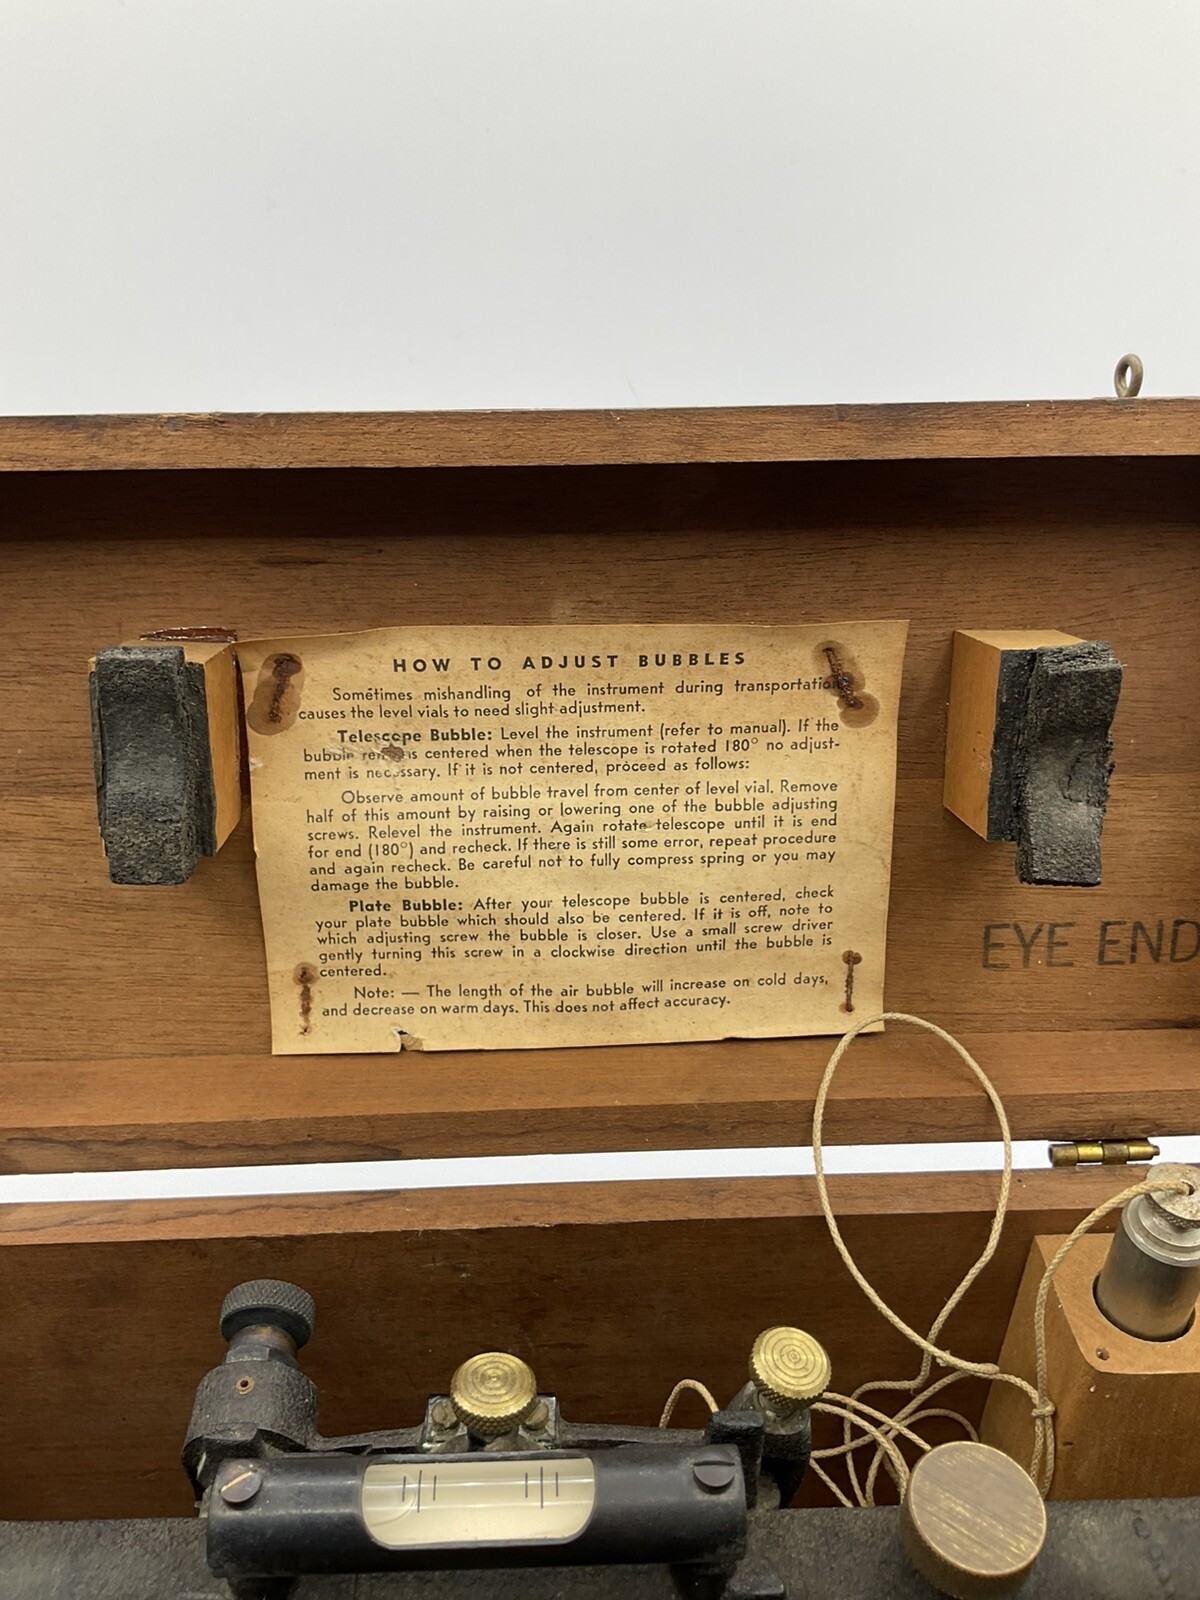 HOW TO ADJUST BUBBLES
Sometimes mishandling of the instrument during transportation
causes the level vials to need slight adjustment.
Telescope Bubble: Level the instrument (refer to manual). If the
bubble remains centered when the telescope is rotated 180° no adjust-
ment is necessary. If it is not centered, proceed as follows:
Observe amount of bubble travel from center of level vial. Remove
half of this amount by raising or lowering one of the bubble adjusting
screws. Relevel the instrument. Again rotate telescope until it is end
for end (180°) and recheck. If there is still some error, repeat procedure
and again recheck. Be careful not to fully compress spring or you may
damage the bubble.
Plate Bubble: After your telescope bubble is centered, check
your plate bubble which should also be centered. If it is off, note to
which adjusting screw the bubble is closer. Use a small screw driver
gently turning this screw in a clockwise direction until the bubble is
centered.
Note: — The length of the air bubble will increase on cold days,
and decrease on warm days. This does not affect accuracy.
EYE END